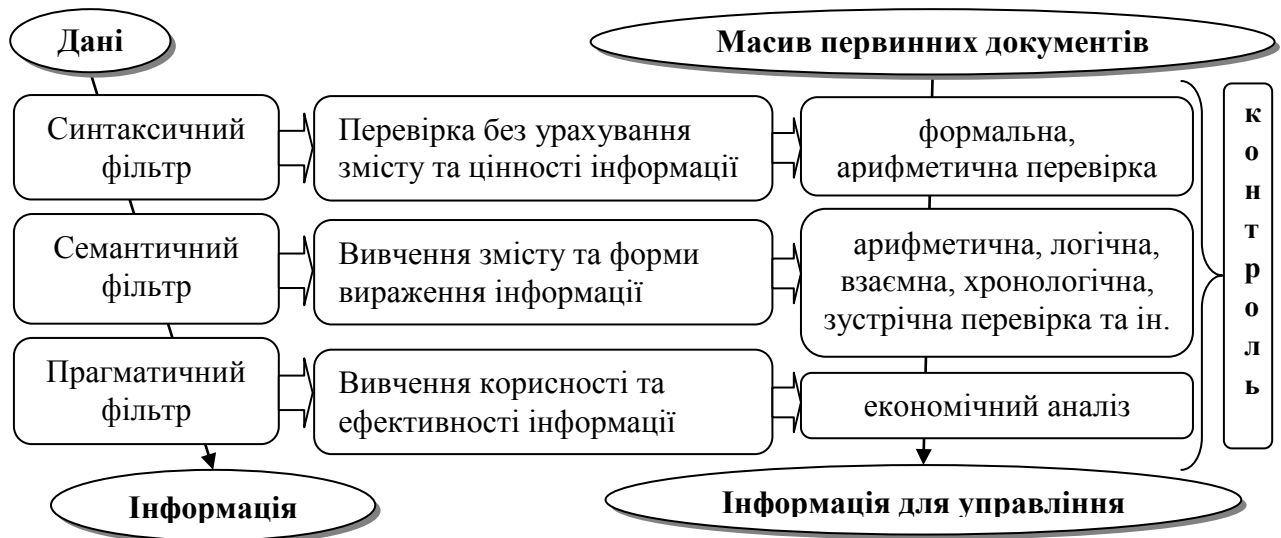 Дані
Масив первинних документів
Синтаксичний
фільтр
Перевірка без урахування
змісту та цінності інформації
формальна,
арифметична перевірка
Семантичний
фільтр
Вивчення змісту та форми
вираження інформації
арифметична, логічна,
взаємна, хронологічна,
зустрічна перевірка та ін.
Прагматичний
фільтр
Вивчення корисності та
ефективності інформації
економічний аналіз
Інформація
Інформація для управління
к
о
н
т
р
о
л
ь